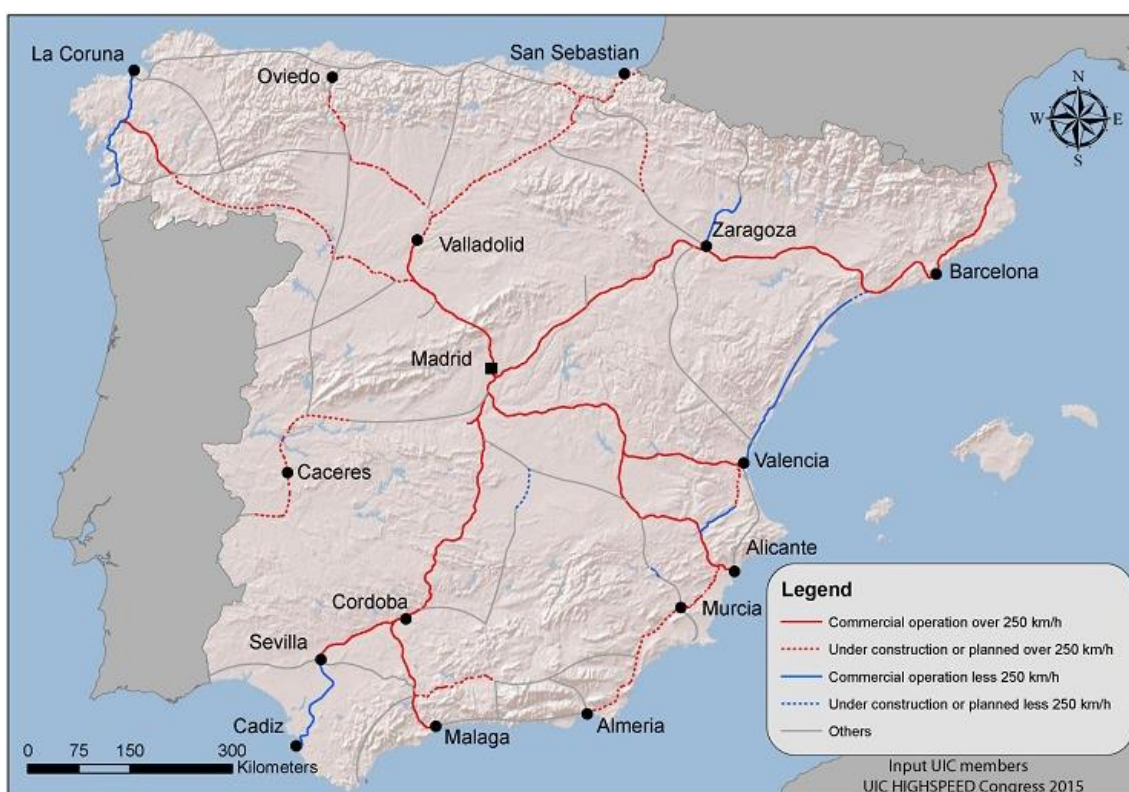 La Coruna
Oviedo
San Sebastian
N
W E
S
Valladolid
Zaragoza
Barcelona
Madrid
Caceres
Valencia
Alicante
Cordoba
Murcia
Sevilla
Cadiz
Malaga
Almeria
0 75 150 300
Kilometers
Legend
Commercial operation over 250 km/h
Under construction or planned over 250 km/h
Commercial operation less 250 km/h
Under construction or planned less 250 km/h
Others
Input UIC members
UIC HIGHSPEED Congress 2015